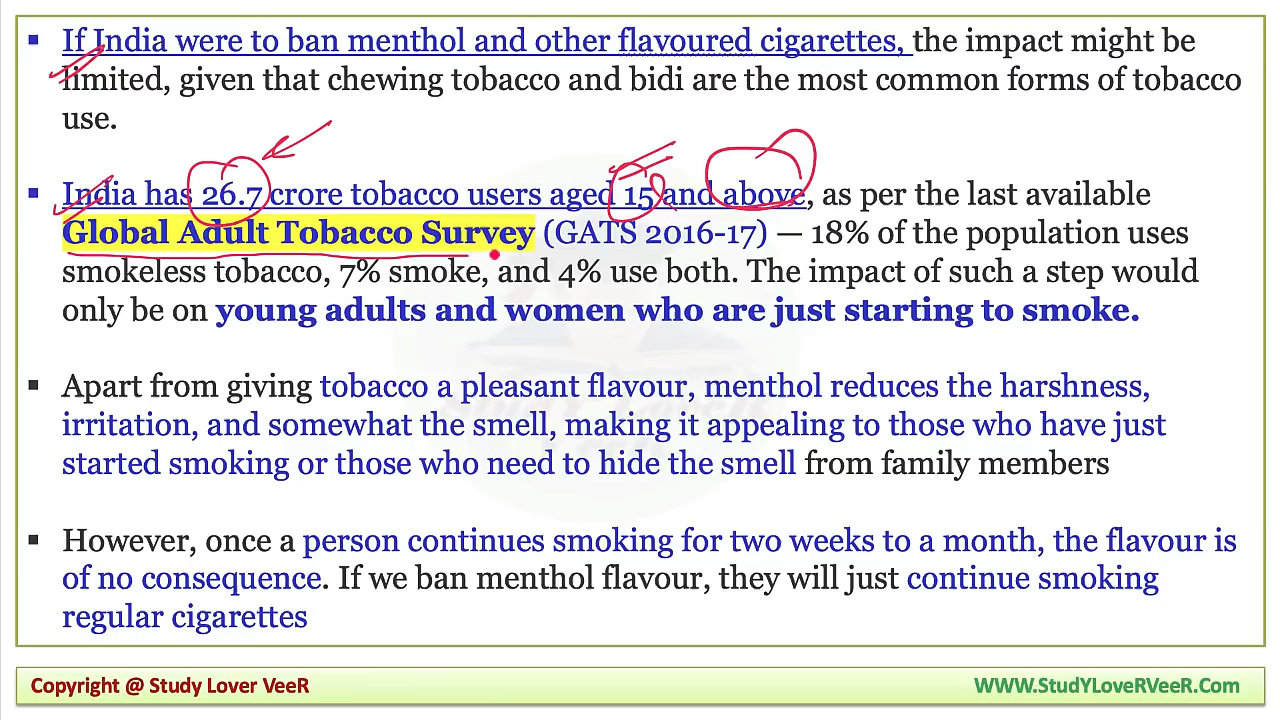 ▪ If India were to ban menthol and other flavoured cigarettes, the impact might be
limited, given that chewing tobacco and bidi are the most common forms of tobacco
use.
▪ India has 26.7 crore tobacco users aged 15 and above, as per the last available
Global Adult Tobacco Survey (GATS 2016-17) — 18% of the population uses
smokeless tobacco, 7% smoke, and 4% use both. The impact of such a step would
only be on young adults and women who are just starting to smoke.
▪ Apart from giving tobacco a pleasant flavour, menthol reduces the harshness,
irritation, and somewhat the smell, making it appealing to those who have just
started smoking or those who need to hide the smell from family members
▪ However, once a person continues smoking for two weeks to a month, the flavour is
of no consequence. If we ban menthol flavour, they will just continue smoking
regular cigarettes
Copyright @ Study Lover VeeR
WWW.StudYLoveRVeeR.Com